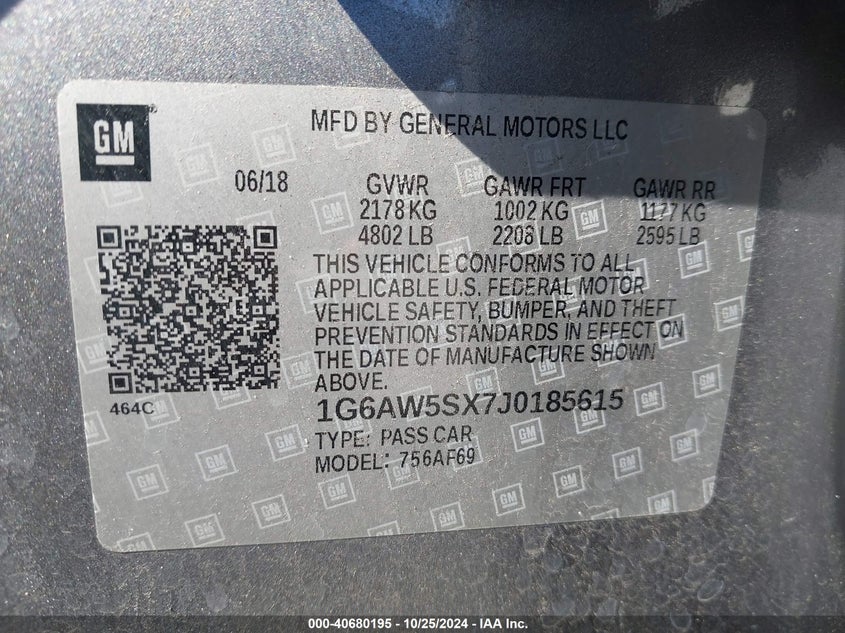 GM
MFD BY GENERAL MOTORS LLC
06/18
GVWR GAWR FRT GAWR RR
2178 KG 1002 KG 1177 KG
4802 LB 2208 LB 2595 LB
THIS VEHICLE CONFORMS TO ALL
APPLICABLE U.S. FEDERAL MOTOR
VEHICLE SAFETY, BUMPER, AND THEFT
PREVENTION STANDARDS IN EFFECT ON
THE DATE OF MANUFACTURE SHOWN
ABOVE.
464C
1G6AW5SX7J0185615
TYPE: PASS CAR
MODEL: 756AF69
000-40680195 - 10/25/2024 - IAA Inc.